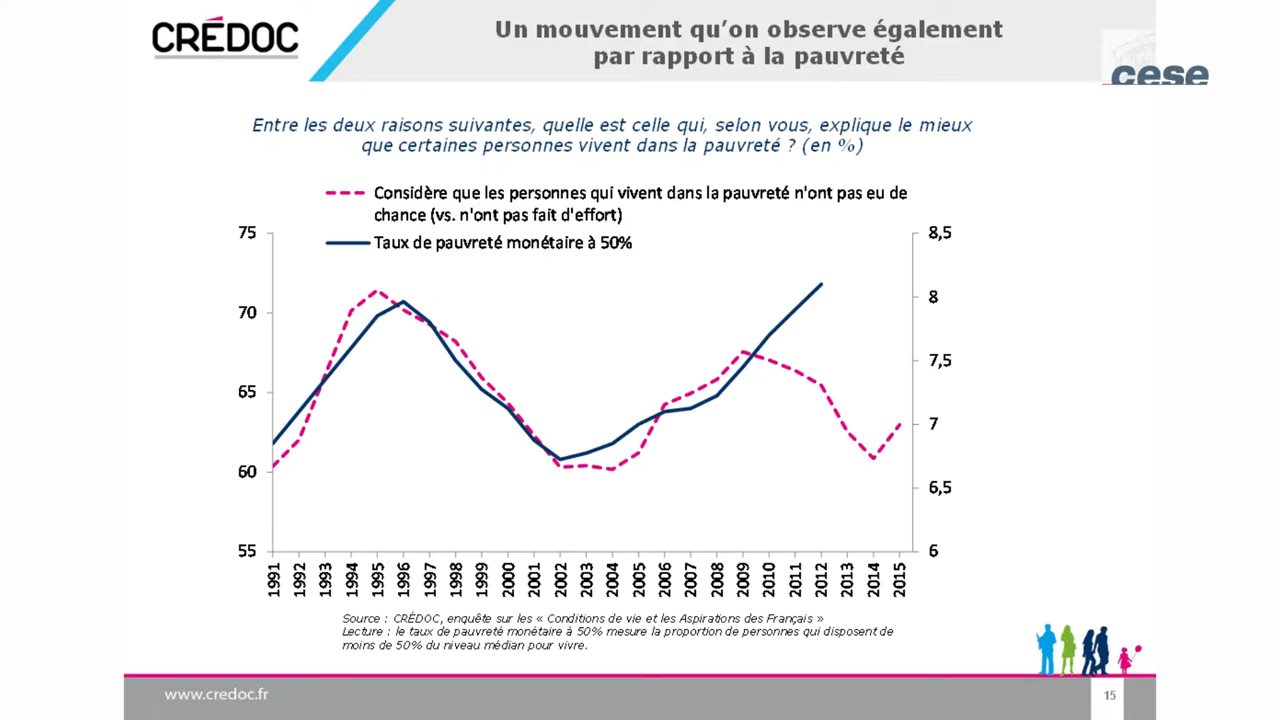 CRÉDOC
Un mouvement qu’on observe également
par rapport à la pauvreté
cese
Entre les deux raisons suivantes, quelle est celle qui, selon vous, explique le mieux
que certaines personnes vivent dans la pauvreté ? (en %)
Considère que les personnes qui vivent dans la pauvreté n'ont pas eu de
chance (vs. n'ont pas fait d'effort)
Taux de pauvreté monétaire à 50%
75
70
65
60
55
8,5
8
7,5
7
6,5
6
1991 1992 1993 1994 1995 1996 1997 1998 1999 2000 2001 2002 2003 2004 2005 2006 2007 2008 2009 2010 2011 2012 2013 2014 2015
Source : CRÉDOC, enquête sur les « Conditions de vie et les Aspirations des Français »
Lecture : le taux de pauvreté monétaire à 50% mesure la proportion de personnes qui disposent de
moins de 50% du niveau médian pour vivre.
www.credoc.fr
15